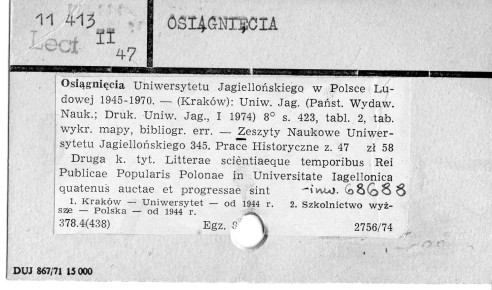 11 413
II
47
Lect
OSIĄGNIĘCIA
Osiągnięcia Uniwersytetu Jagiellońskiego w Polsce Lu-
dowej 1945-1970. — (Kraków): Uniw. Jag. (Państ. Wydaw.
Nauk.; Druk. Uniw. Jag., I 1974) 8° s. 423, tabl. 2, tab.
wykr. mapy, bibliogr. err. — Zeszyty Naukowe Uniwer-
sytetu Jagiellońskiego 345. Prace Historyczne z. 47 zł 58
Druga k. tyt. Litterae scientiaeque temporibus Rei
Publicae Popularis Polonae in Universitate Iagellonica
quatenus auctae et progressae sint -inw. 68688
1. Kraków — Uniwersytet — od 1944 r. 2. Szkolnictwo wyż-
sze — Polska — od 1944 r.
378.4(438) Egz. 2756/74
DUJ 867/71 15 000